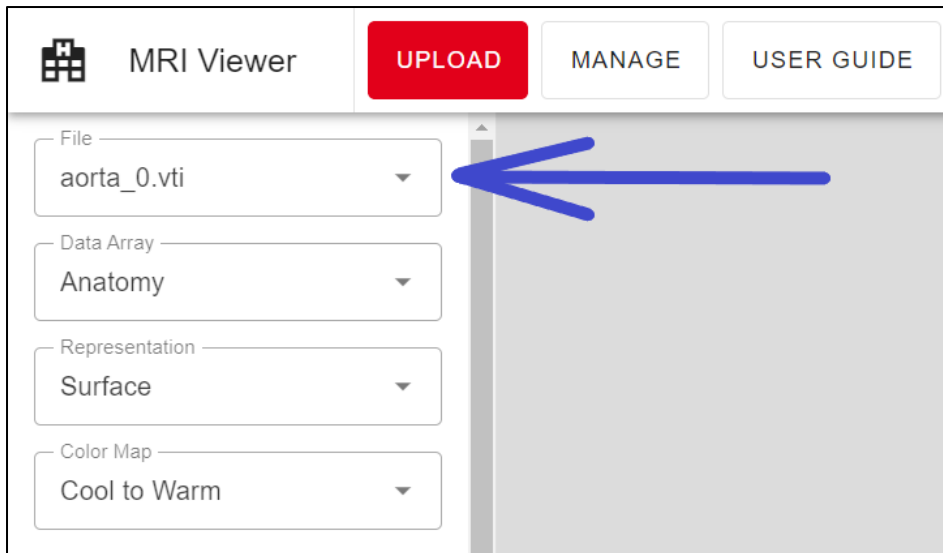 H
MRI Viewer
UPLOAD
MANAGE
USER GUIDE
File
aorta_0.vti
Data Array
Anatomy
Representation
Surface
Color Map
Cool to Warm